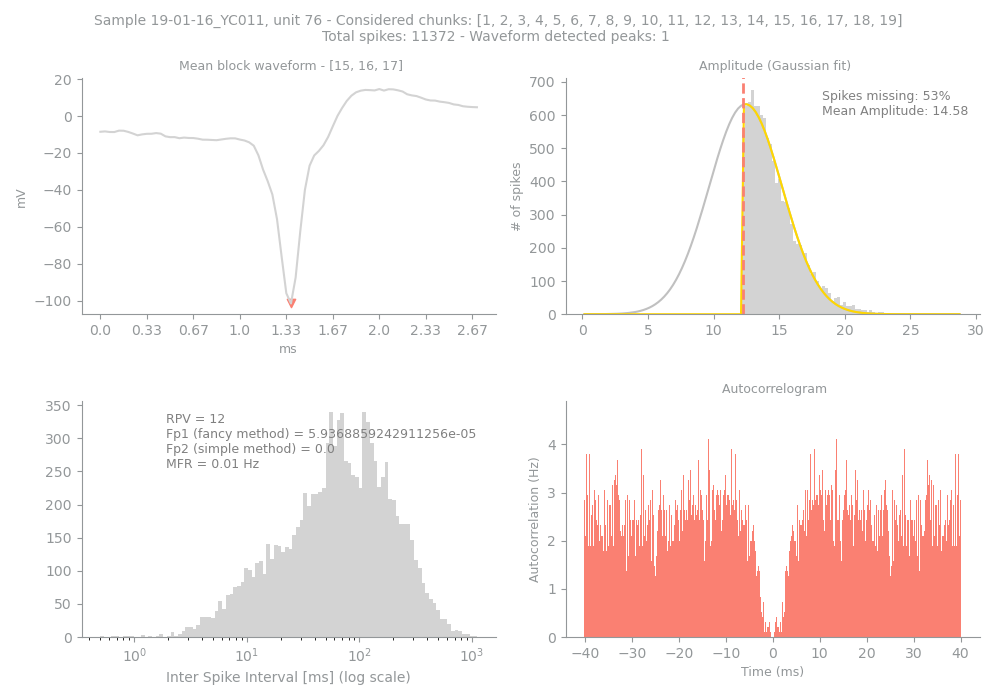 Sample 19-01-16_YC011, unit 76 - Considered chunks: [1, 2, 3, 4, 5, 6, 7, 8, 9, 10, 11, 12, 13, 14, 15, 16, 17, 18, 19]
Total spikes: 11372 - Waveform detected peaks: 1
Mean block waveform - [15, 16, 17]
20
0
−20
−40
−60
−80
−100
mV
0.0 0.33 0.67 1.0 1.33 1.67 2.0 2.33 2.67
ms
Amplitude (Gaussian fit)
Spikes missing: 53%
Mean Amplitude: 14.58
700
600
500
400
300
200
100
0
# of spikes
0 5 10 15 20 25 30
350
300
250
200
150
100
50
0
RPV = 12
Fp1 (fancy method) = 5.9368859242911256e-05
Fp2 (simple method) = 0.0
MFR = 0.01 Hz
10⁰ 10¹ 10² 10³
Inter Spike Interval [ms] (log scale)
Autocorrelogram
4
3
2
1
0
Autocorrelation (Hz)
−40 −30 −20 −10 0 10 20 30 40
Time (ms)